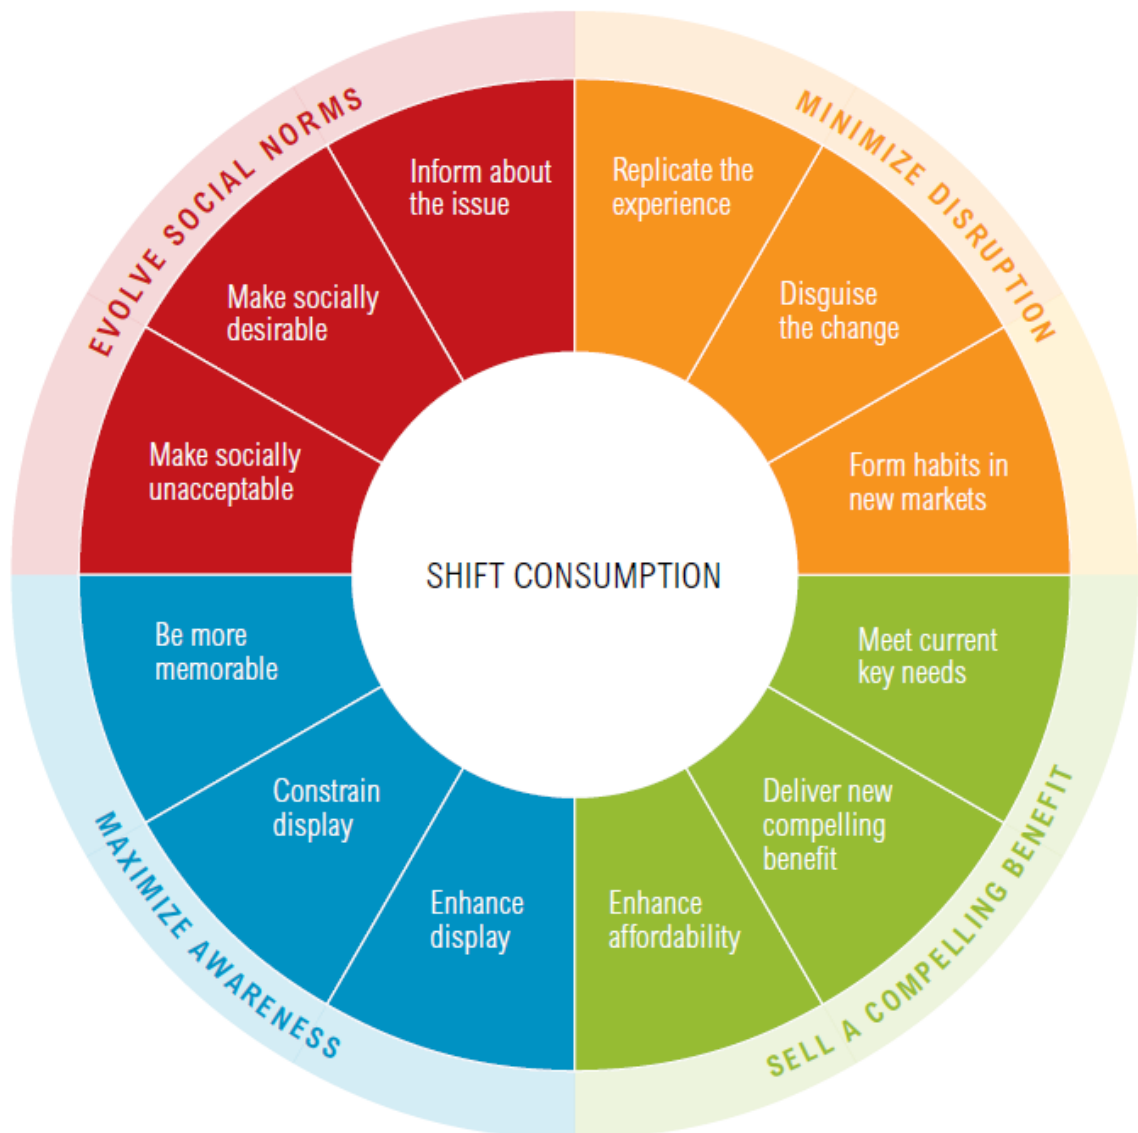 EVOLVE SOCIAL NORMS
Inform about
the issue
Make socially
desirable
Make socially
unacceptable
MINIMIZE DISRUPTION
Replicate the
experience
Disguise
the change
Form habits in
new markets
SHIFT CONSUMPTION
MAXIMIZE AWARENESS
Be more
memorable
Constrain
display
Enhance
display
SELL A COMPELLING BENEFIT
Meet current
key needs
Deliver new
compelling
benefit
Enhance
affordability